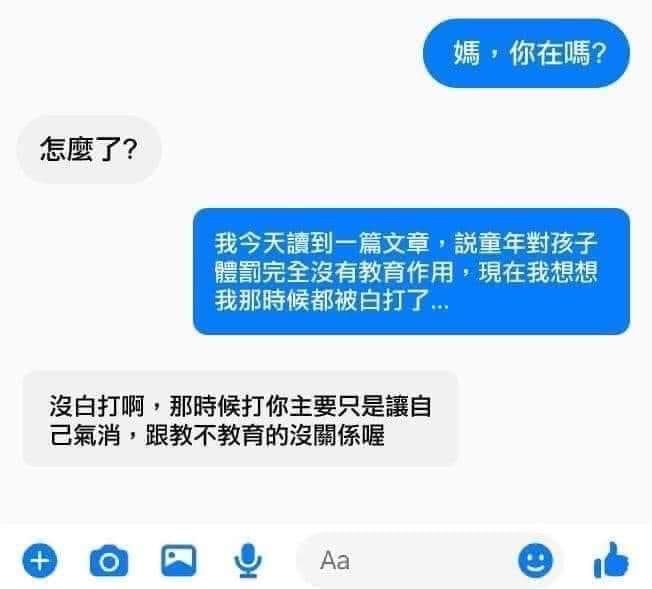 媽，你在嗎?
怎麼了?
我今天讀到一篇文章，説童年對孩子
體罰完全沒有教育作用，現在我想想
我那時候都被白打了...
沒白打啊，那時候打你主要只是讓自
己氣消，跟教不教育的沒關係喔
Aa